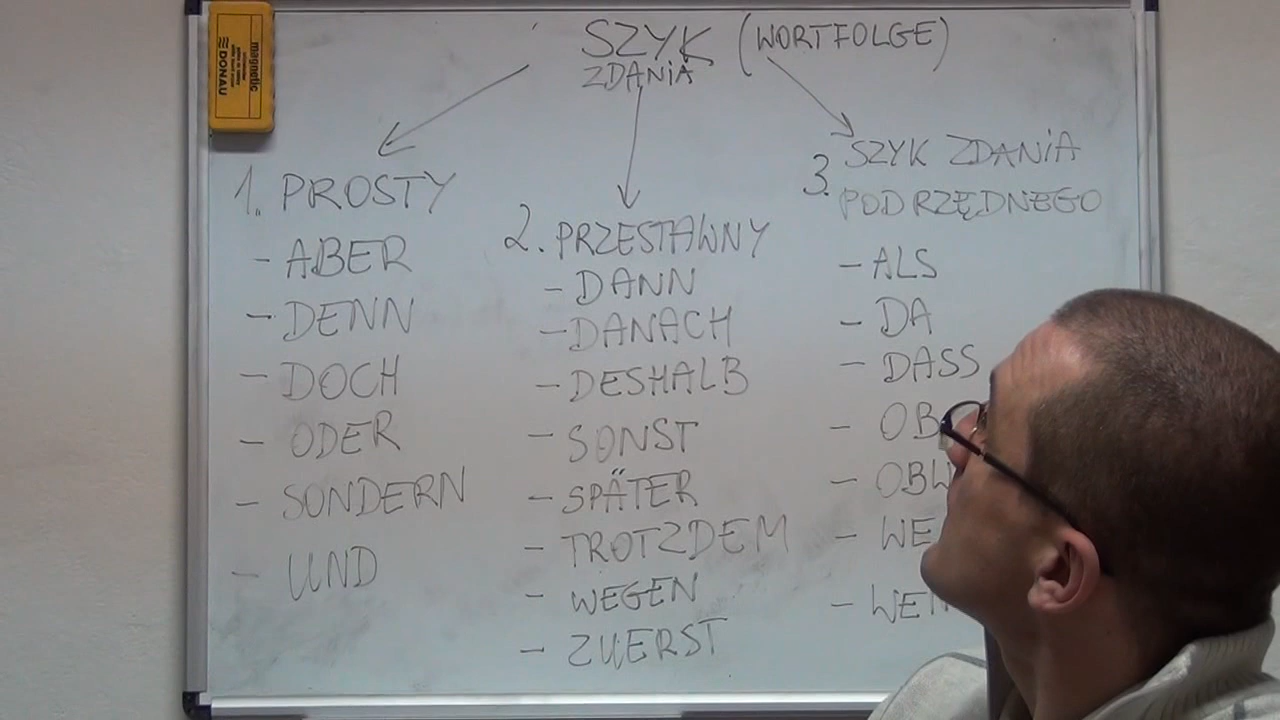 SZYK (WORTFOLGE)
ZDANIA
1. PROSTY
- ABER
- DENN
- DOCH
- ODER
- SONDERN
- UND
2. PRZESTAWNY
- DANN
- DANACH
- DESHALB
- SONST
- SPÄTER
- TROTZDEM
- WEGEN
- ZUERST
3. SZYK ZDANIA
PODRZĘDNEGO
- ALS
- DA
- DASS
magnetic
DONAU